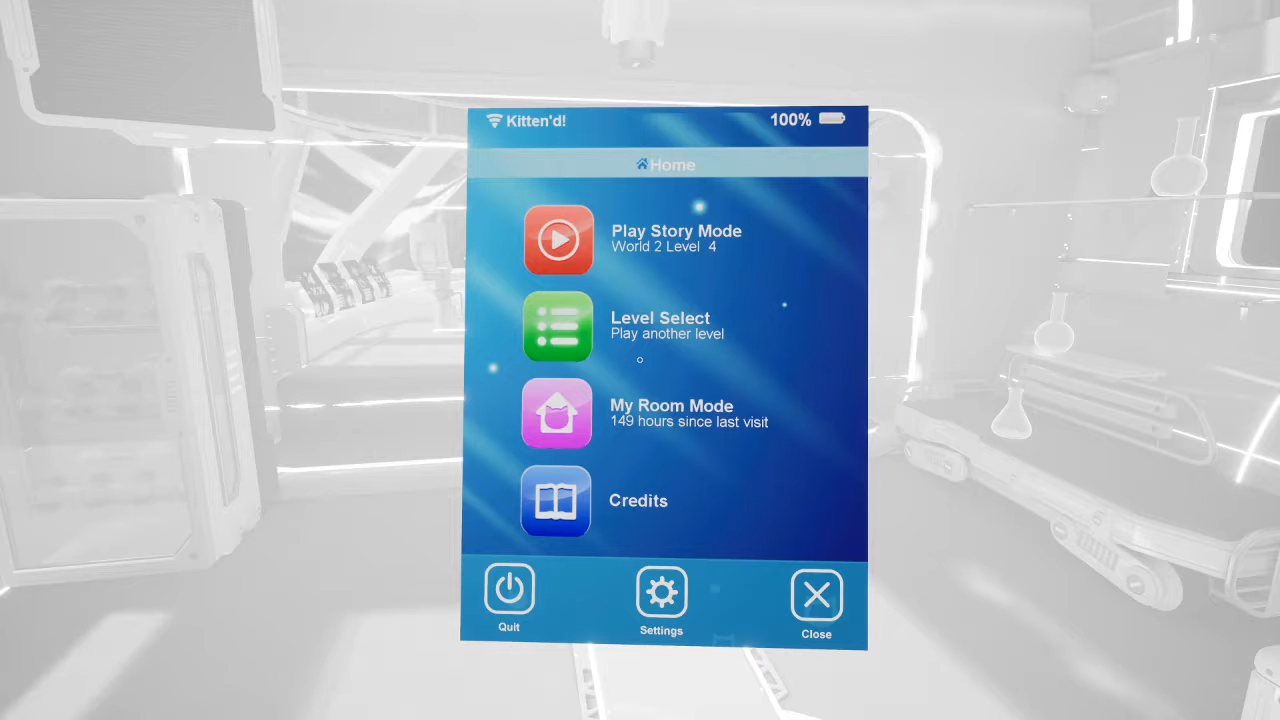 Kitten'd!
100%
Home
Play Story Mode
World 2 Level 4
Level Select
Play another level
My Room Mode
149 hours since last visit
Credits
Quit
Settings
Close